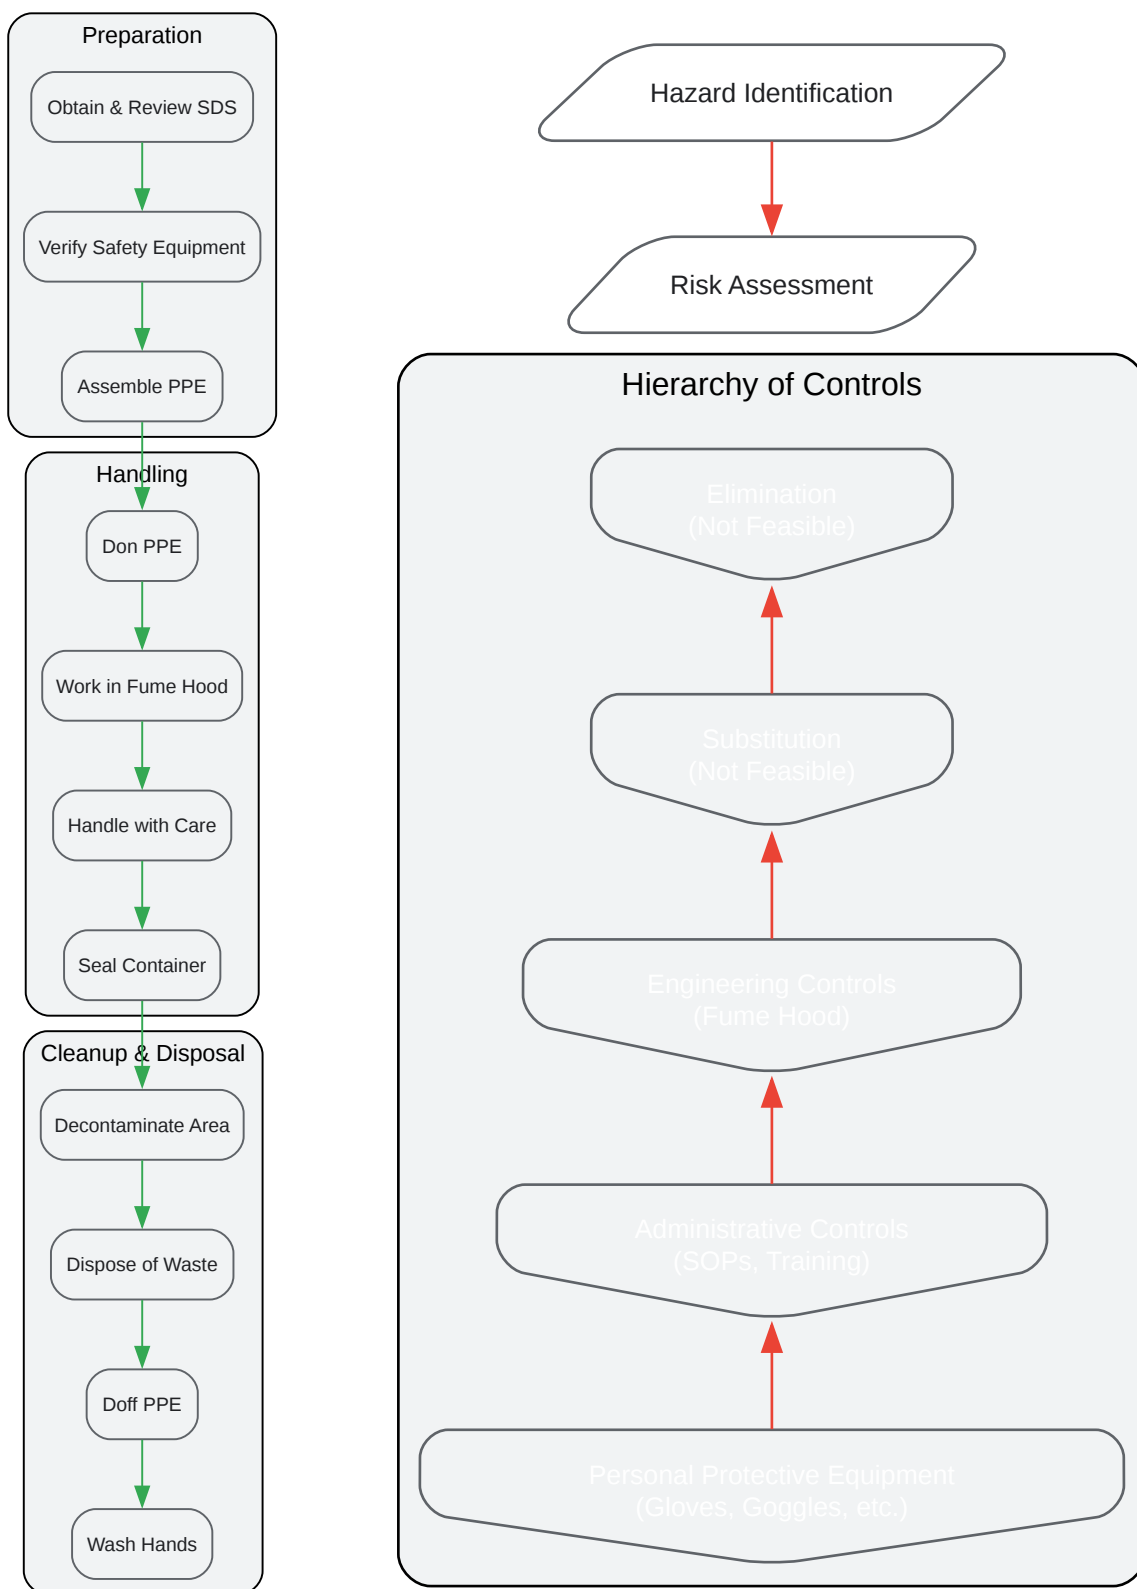 Preparation
Obtain & Review SDS
Verify Safety Equipment
Assemble PPE
Handling
Don PPE
Work in Fume Hood
Handle with Care
Seal Container
Cleanup & Disposal
Decontaminate Area
Dispose of Waste
Doff PPE
Wash Hands
Hazard Identification
Risk Assessment
Hierarchy of Controls
Elimination
(Not Feasible)
Substitution
(Not Feasible)
Engineering Controls
(Fume Hood)
Administrative Controls
(SOPs, Training)
Personal Protective Equipment
(Gloves, Goggles, etc.)